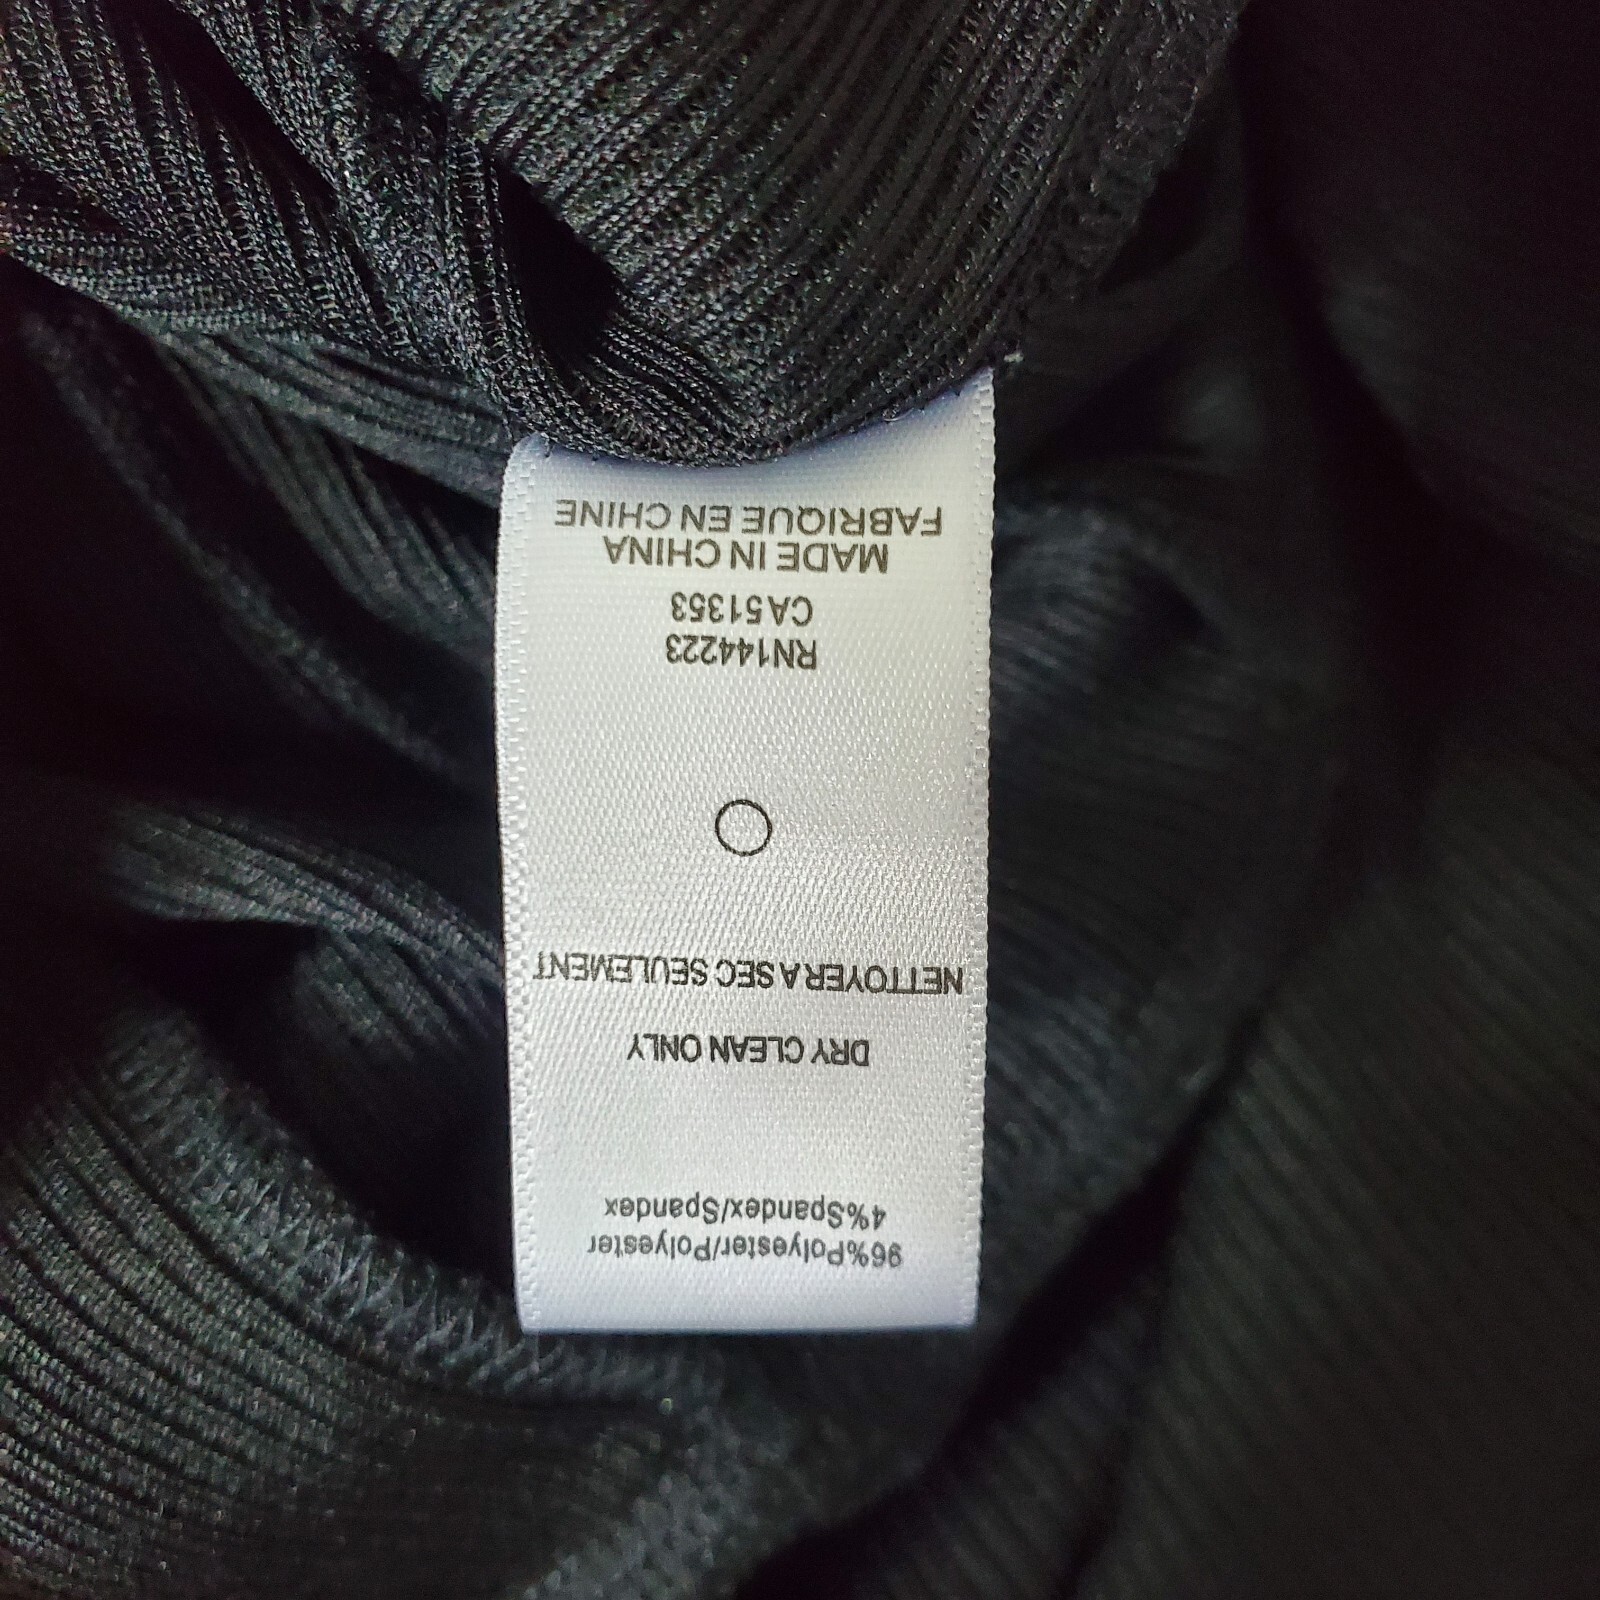 96%Polyester/Polyester
4%Spandex/Spandex
DRY CLEAN ONLY
NETTOYER A SEC SEULEMENT
RN144223
CA51353
MADE IN CHINA
FABRIQUE EN CHINE